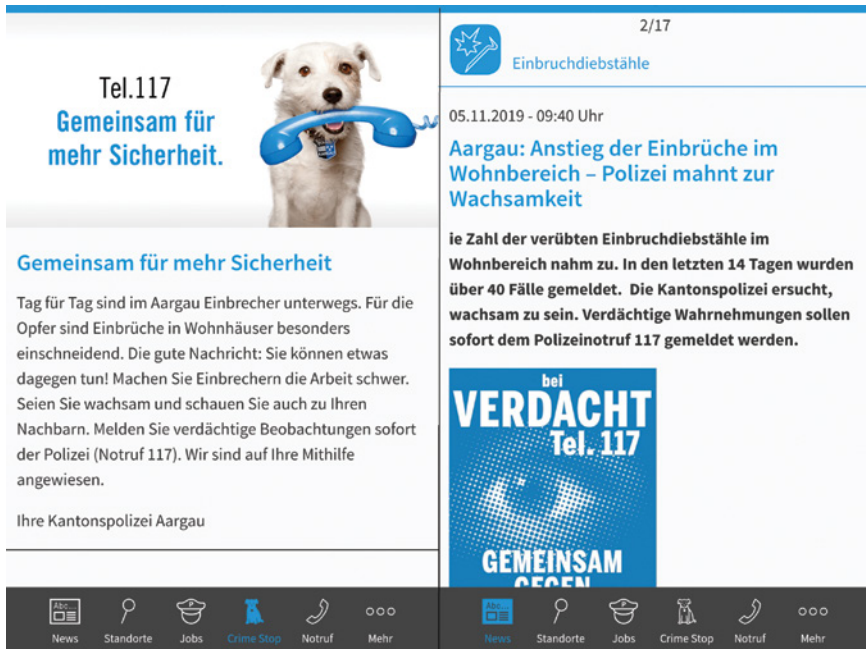 Tel.117
Gemeinsam für
mehr Sicherheit.
Gemeinsam für mehr Sicherheit
Tag für Tag sind im Aargau Einbrecher unterwegs. Für die
Opfer sind Einbrüche in Wohnhäuser besonders
einschneidend. Die gute Nachricht: Sie können etwas
dagegen tun! Machen Sie Einbrechern die Arbeit schwer.
Seien Sie wachsam und schauen Sie auch zu Ihren
Nachbarn. Melden Sie verdächtige Beobachtungen sofort
der Polizei (Notruf 117). Wir sind auf Ihre Mithilfe
angewiesen.
Ihre Kantonspolizei Aargau
Abc...
News
Standorte
P
Jobs
Crime Stop
Notruf
Mehr
2/17
Einbruchdiebstähle
05.11.2019 - 09:40 Uhr
Aargau: Anstieg der Einbrüche im
Wohnbereich – Polizei mahnt zur
Wachsamkeit
ie Zahl der verübten Einbruchdiebstähle im
Wohnbereich nahm zu. In den letzten 14 Tagen wurden
über 40 Fälle gemeldet. Die Kantonspolizei ersucht,
wachsam zu sein. Verdächtige Wahrnehmungen sollen
sofort dem Polizeinotruf 117 gemeldet werden.
bei
VERDACHT
Tel. 117
GEMEINSAM
GEGEN
Abc...
News
Standorte
P
Jobs
Crime Stop
Notruf
Mehr